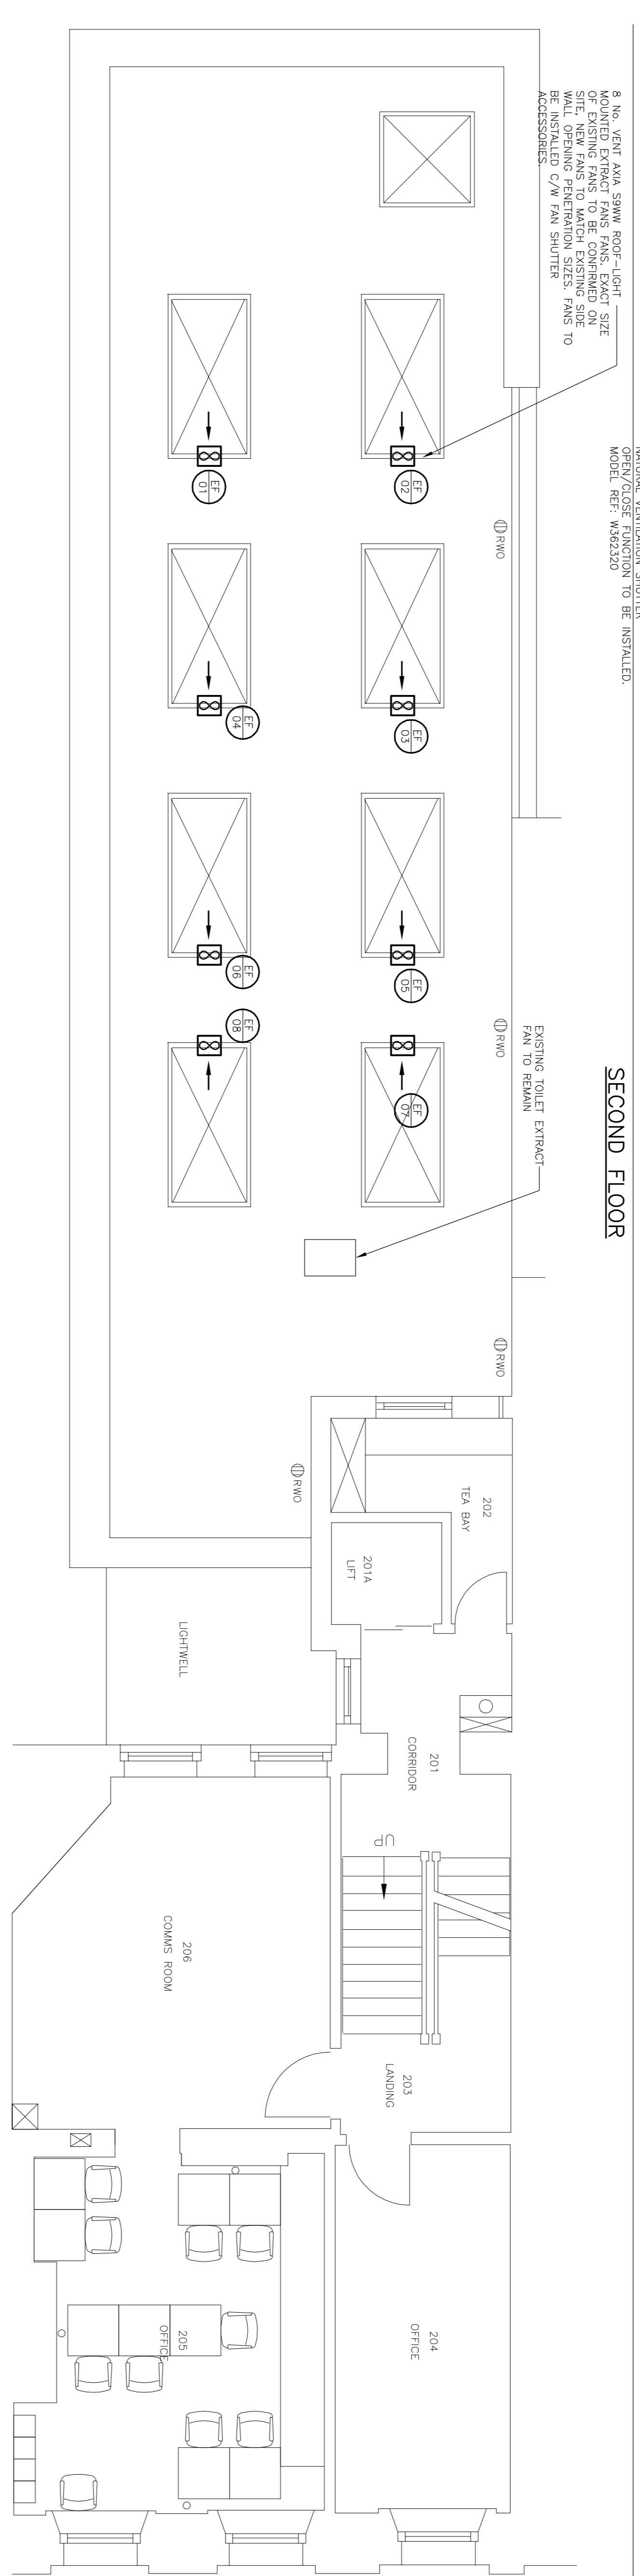 NATURAL VENTILATION SHUTTER
OPEN/CLOSE FUNCTION TO BE INSTALLED.
MODEL REF: W362320
8 No. VENT AXIA S9WW ROOF-LIGHT
MOUNTED EXTRACT FANS FANS. EXACT SIZE
OF EXISTING FANS TO BE CONFIRMED ON
SITE, NEW FANS TO MATCH EXISTING SIDE
WALL OPENING PENETRATION SIZES. FANS TO
BE INSTALLED C/W FAN SHUTTER
ACCESSORIES.
SECOND FLOOR
EXISTING TOILET EXTRACT
FAN TO REMAIN
RWO
RWO
RWO
RWO
EF
02
EF
03
EF
05
EF
07
EF
01
EF
04
EF
06
EF
08
202
TEA BAY
201A
LIFT
LIGHTWELL
201
CORRIDOR
UP
203
LANDING
206
COMMS ROOM
204
OFFICE
205
OFFICE